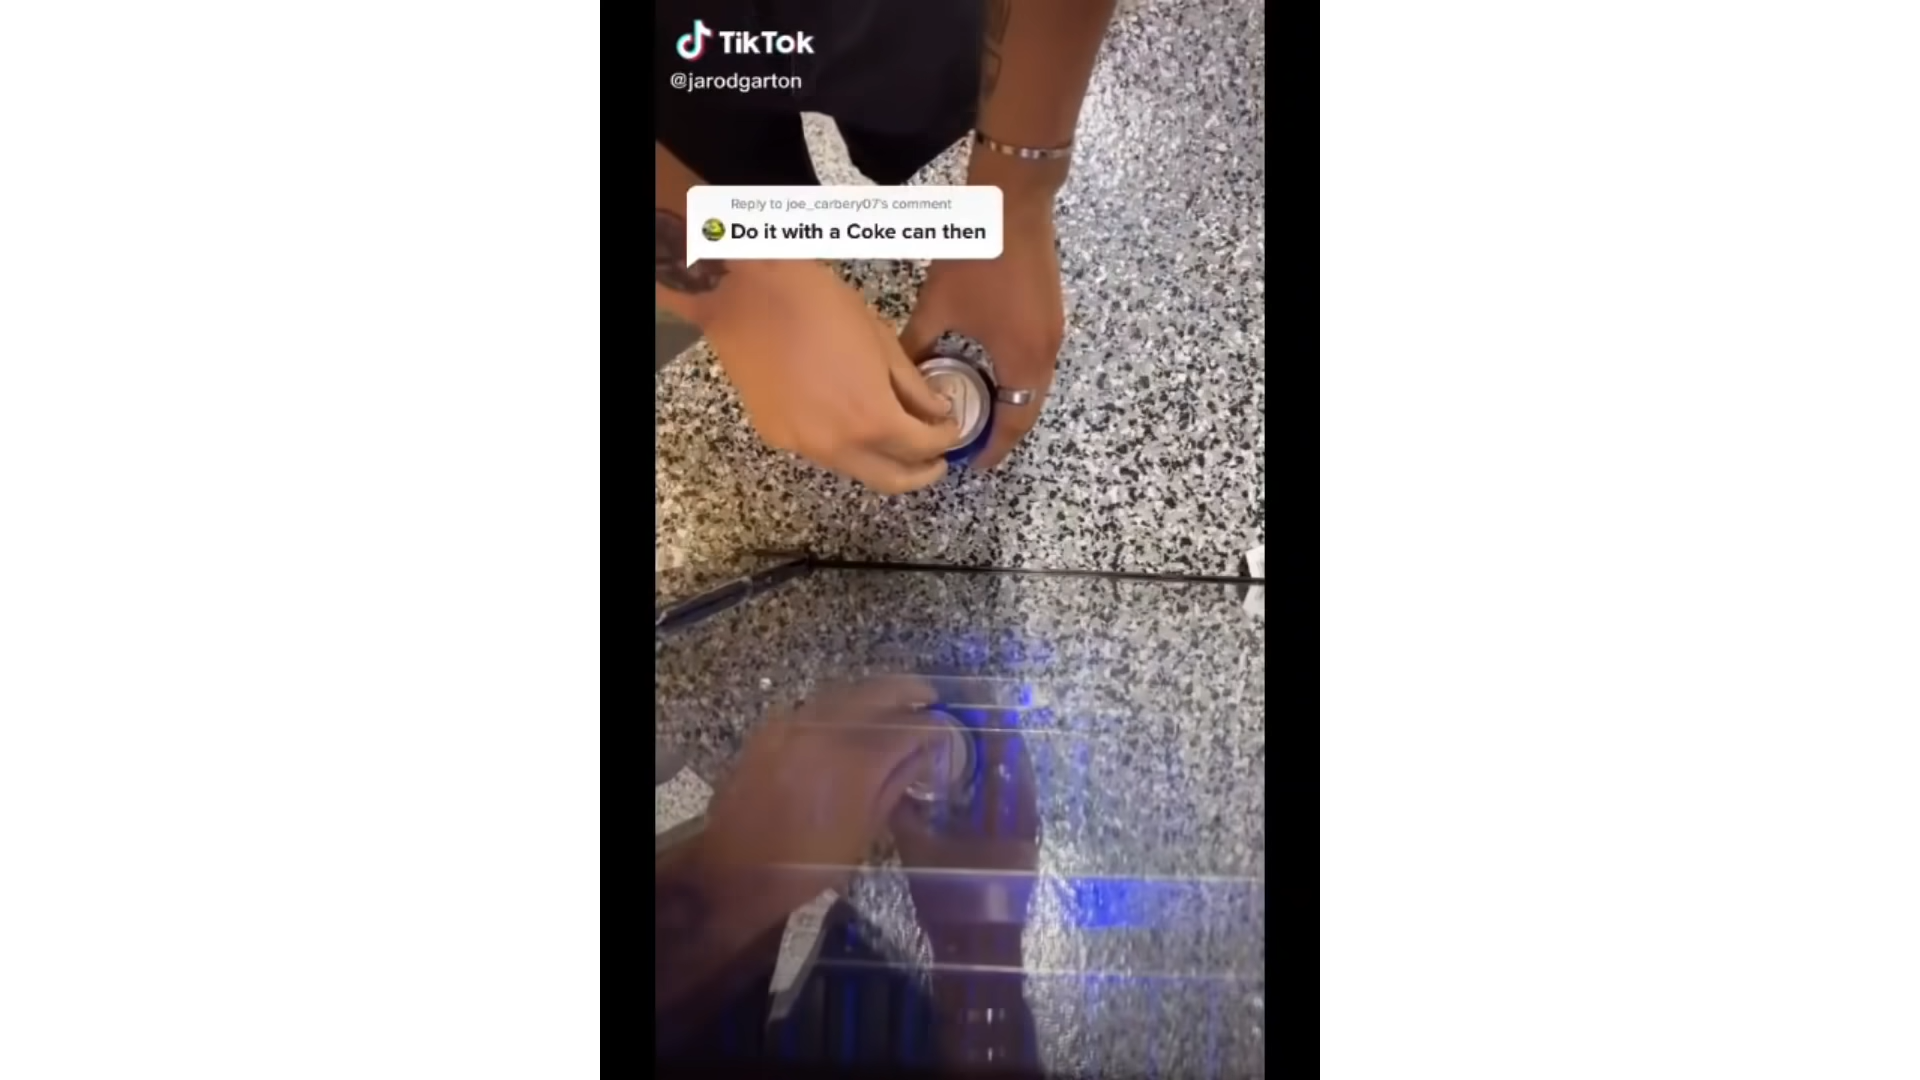 TikTok
@jarodgarton
Reply to joe_carbery07's comment
Do it with a Coke can then